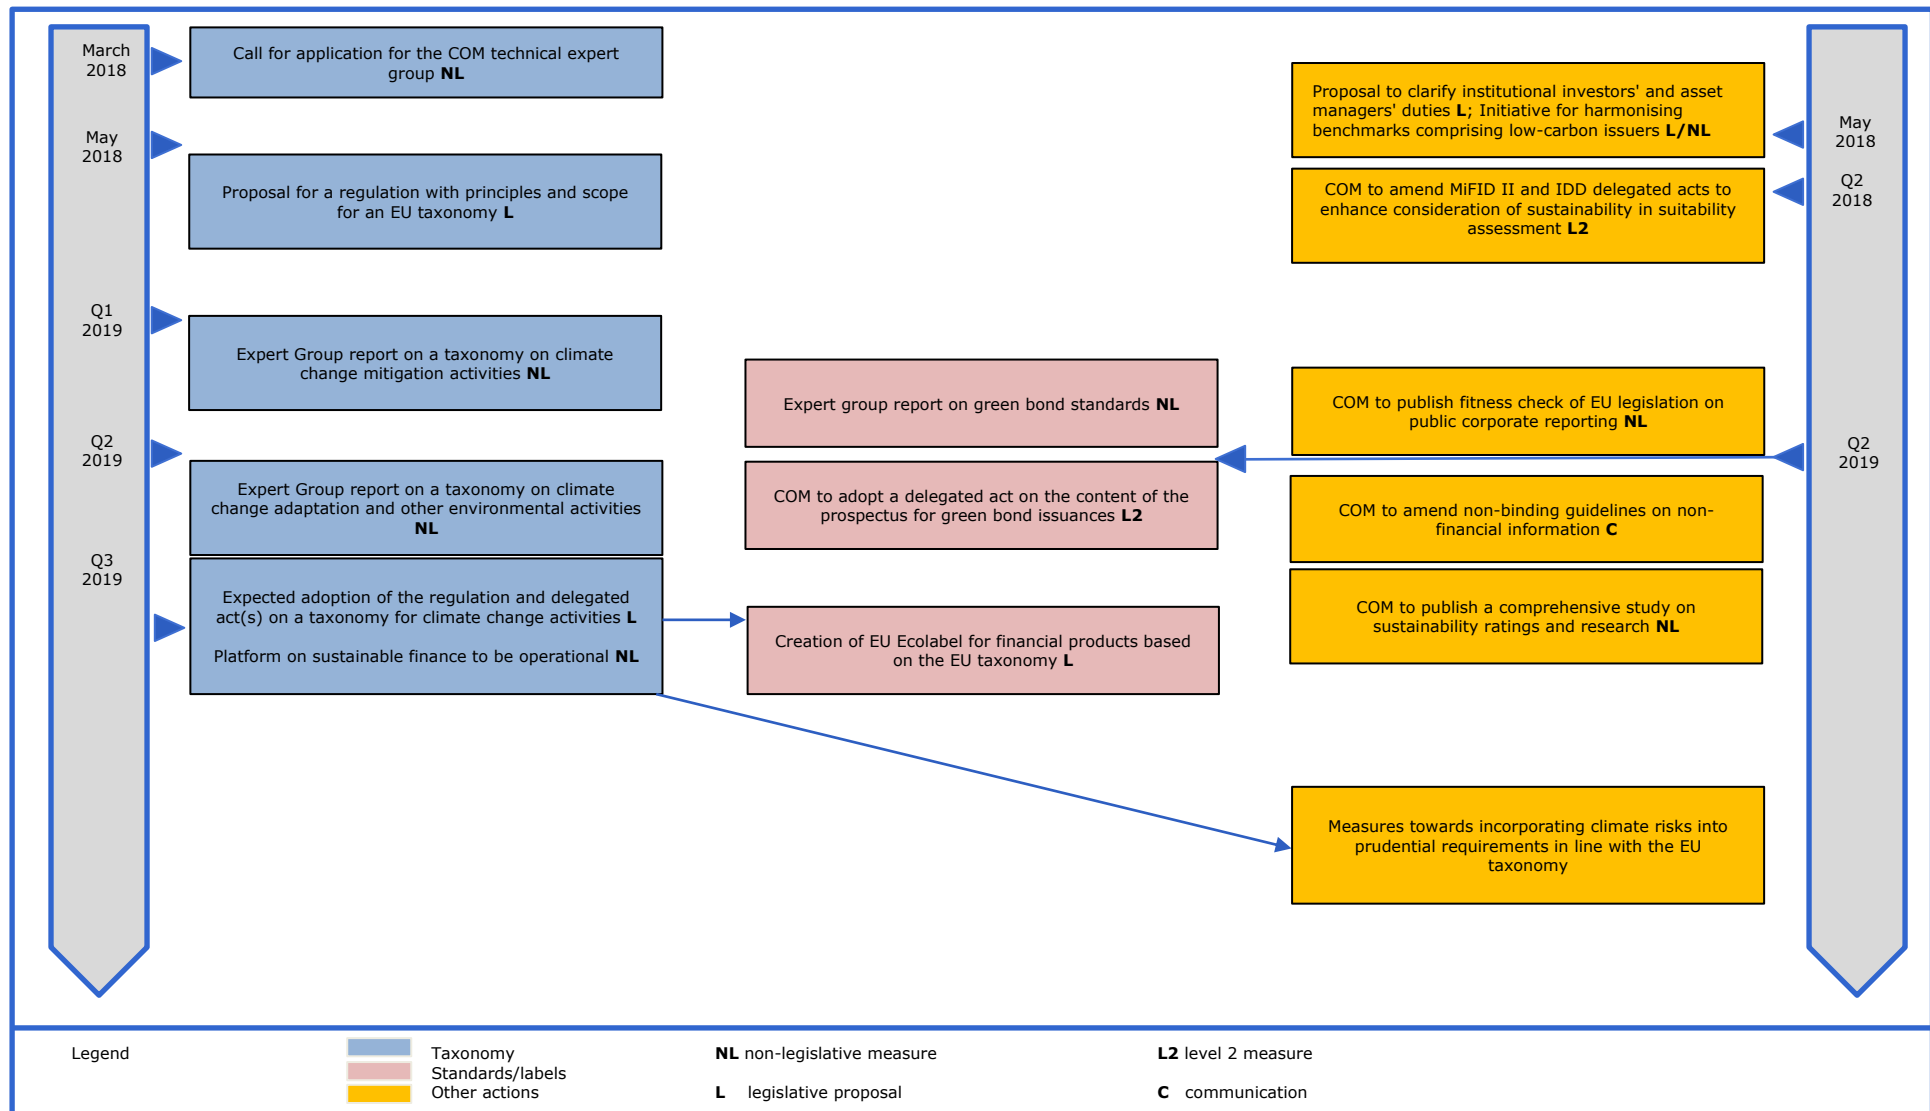 March
2018
Call for application for the COM technical expert
group NL
May
2018
Proposal for a regulation with principles and scope
for an EU taxonomy L
Q1
2019
Expert Group report on a taxonomy on climate
change mitigation activities NL
Q2
2019
Expert Group report on a taxonomy on climate
change adaptation and other environmental activities
NL
Q3
2019
Expected adoption of the regulation and delegated
act(s) on a taxonomy for climate change activities L
Platform on sustainable finance to be operational NL
Expert group report on green bond standards NL
COM to adopt a delegated act on the content of the
prospectus for green bond issuances L2
Creation of EU Ecolabel for financial products based
on the EU taxonomy L
Proposal to clarify institutional investors' and asset
managers' duties L; Initiative for harmonising
benchmarks comprising low-carbon issuers L/NL
May
2018
COM to amend MiFID II and IDD delegated acts to
enhance consideration of sustainability in suitability
assessment L2
Q2
2018
COM to publish fitness check of EU legislation on
public corporate reporting NL
Q2
2019
COM to amend non-binding guidelines on non-
financial information C
COM to publish a comprehensive study on
sustainability ratings and research NL
Measures towards incorporating climate risks into
prudential requirements in line with the EU
taxonomy
Legend
Taxonomy
Standards/labels
Other actions
NL non-legislative measure
L legislative proposal
L2 level 2 measure
C communication